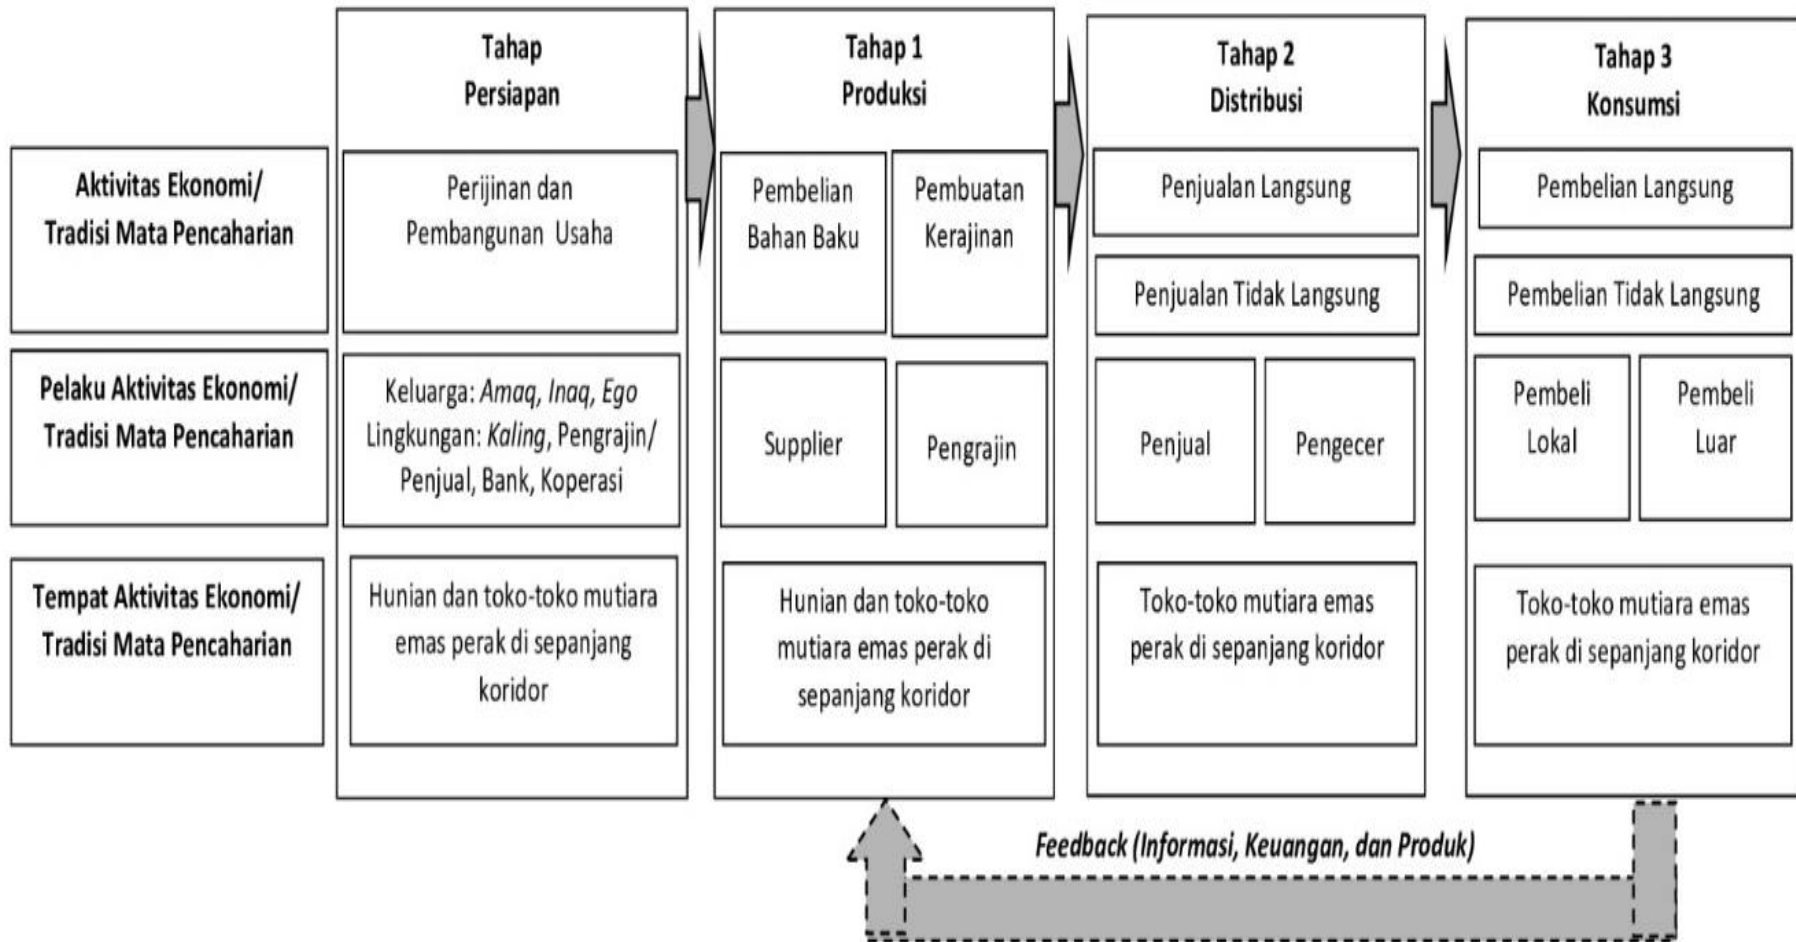 Tahap
Persiapan
Tahap 1
Produksi
Tahap 2
Distribusi
Tahap 3
Konsumsi
Aktivitas Ekonomi/
Tradisi Mata Pencaharian
Perijinan dan
Pembangunan Usaha
Pembelian
Bahan Baku
Pembuatan
Kerajinan
Penjualan Langsung
Penjualan Tidak Langsung
Pembelian Langsung
Pembelian Tidak Langsung
Pelaku Aktivitas Ekonomi/
Tradisi Mata Pencaharian
Keluarga: Amaq, Inaq, Ego
Lingkungan: Kaling, Pengrajin/
Penjual, Bank, Koperasi
Supplier
Pengrajin
Penjual
Pengecer
Pembeli
Lokal
Pembeli
Luar
Tempat Aktivitas Ekonomi/
Tradisi Mata Pencaharian
Hunian dan toko-toko mutiara
emas perak di sepanjang
koridor
Hunian dan toko-toko
mutiara emas perak di
sepanjang koridor
Toko-toko mutiara emas
perak di sepanjang koridor
Toko-toko mutiara emas
perak di sepanjang koridor
Feedback (Informasi, Keuangan, dan Produk)